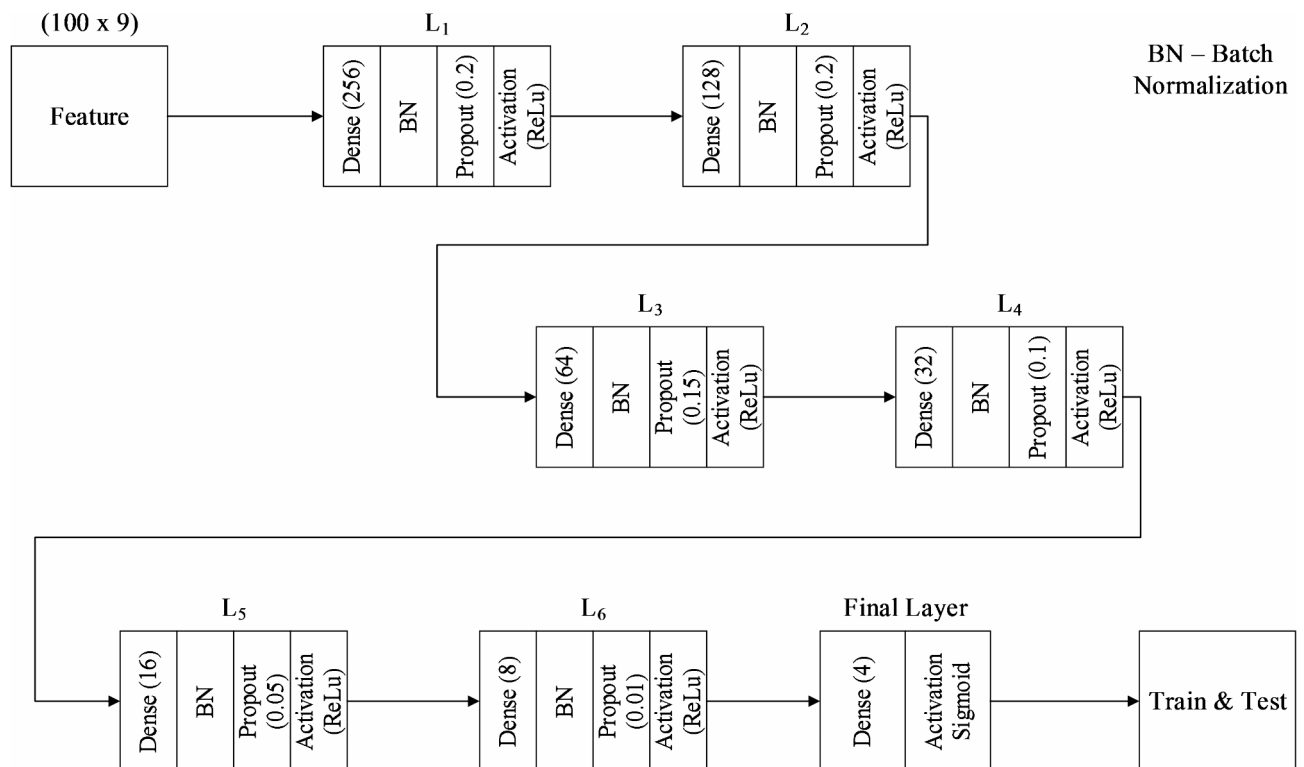 (100 x 9)
Feature
L₁
Dense (256)
BN
Propout (0.2)
Activation
(ReLu)
L₂
Dense (128)
BN
Propout (0.2)
Activation
(ReLu)
BN – Batch
Normalization
L₃
Dense (64)
BN
Propout
(0.15)
Activation
(ReLu)
L₄
Dense (32)
BN
Propout (0.1)
Activation
(ReLu)
L₅
Dense (16)
BN
Propout
(0.05)
Activation
(ReLu)
L₆
Dense (8)
BN
Propout
(0.01)
Activation
(ReLu)
Final Layer
Dense (4)
Activation
Sigmoid
Train & Test